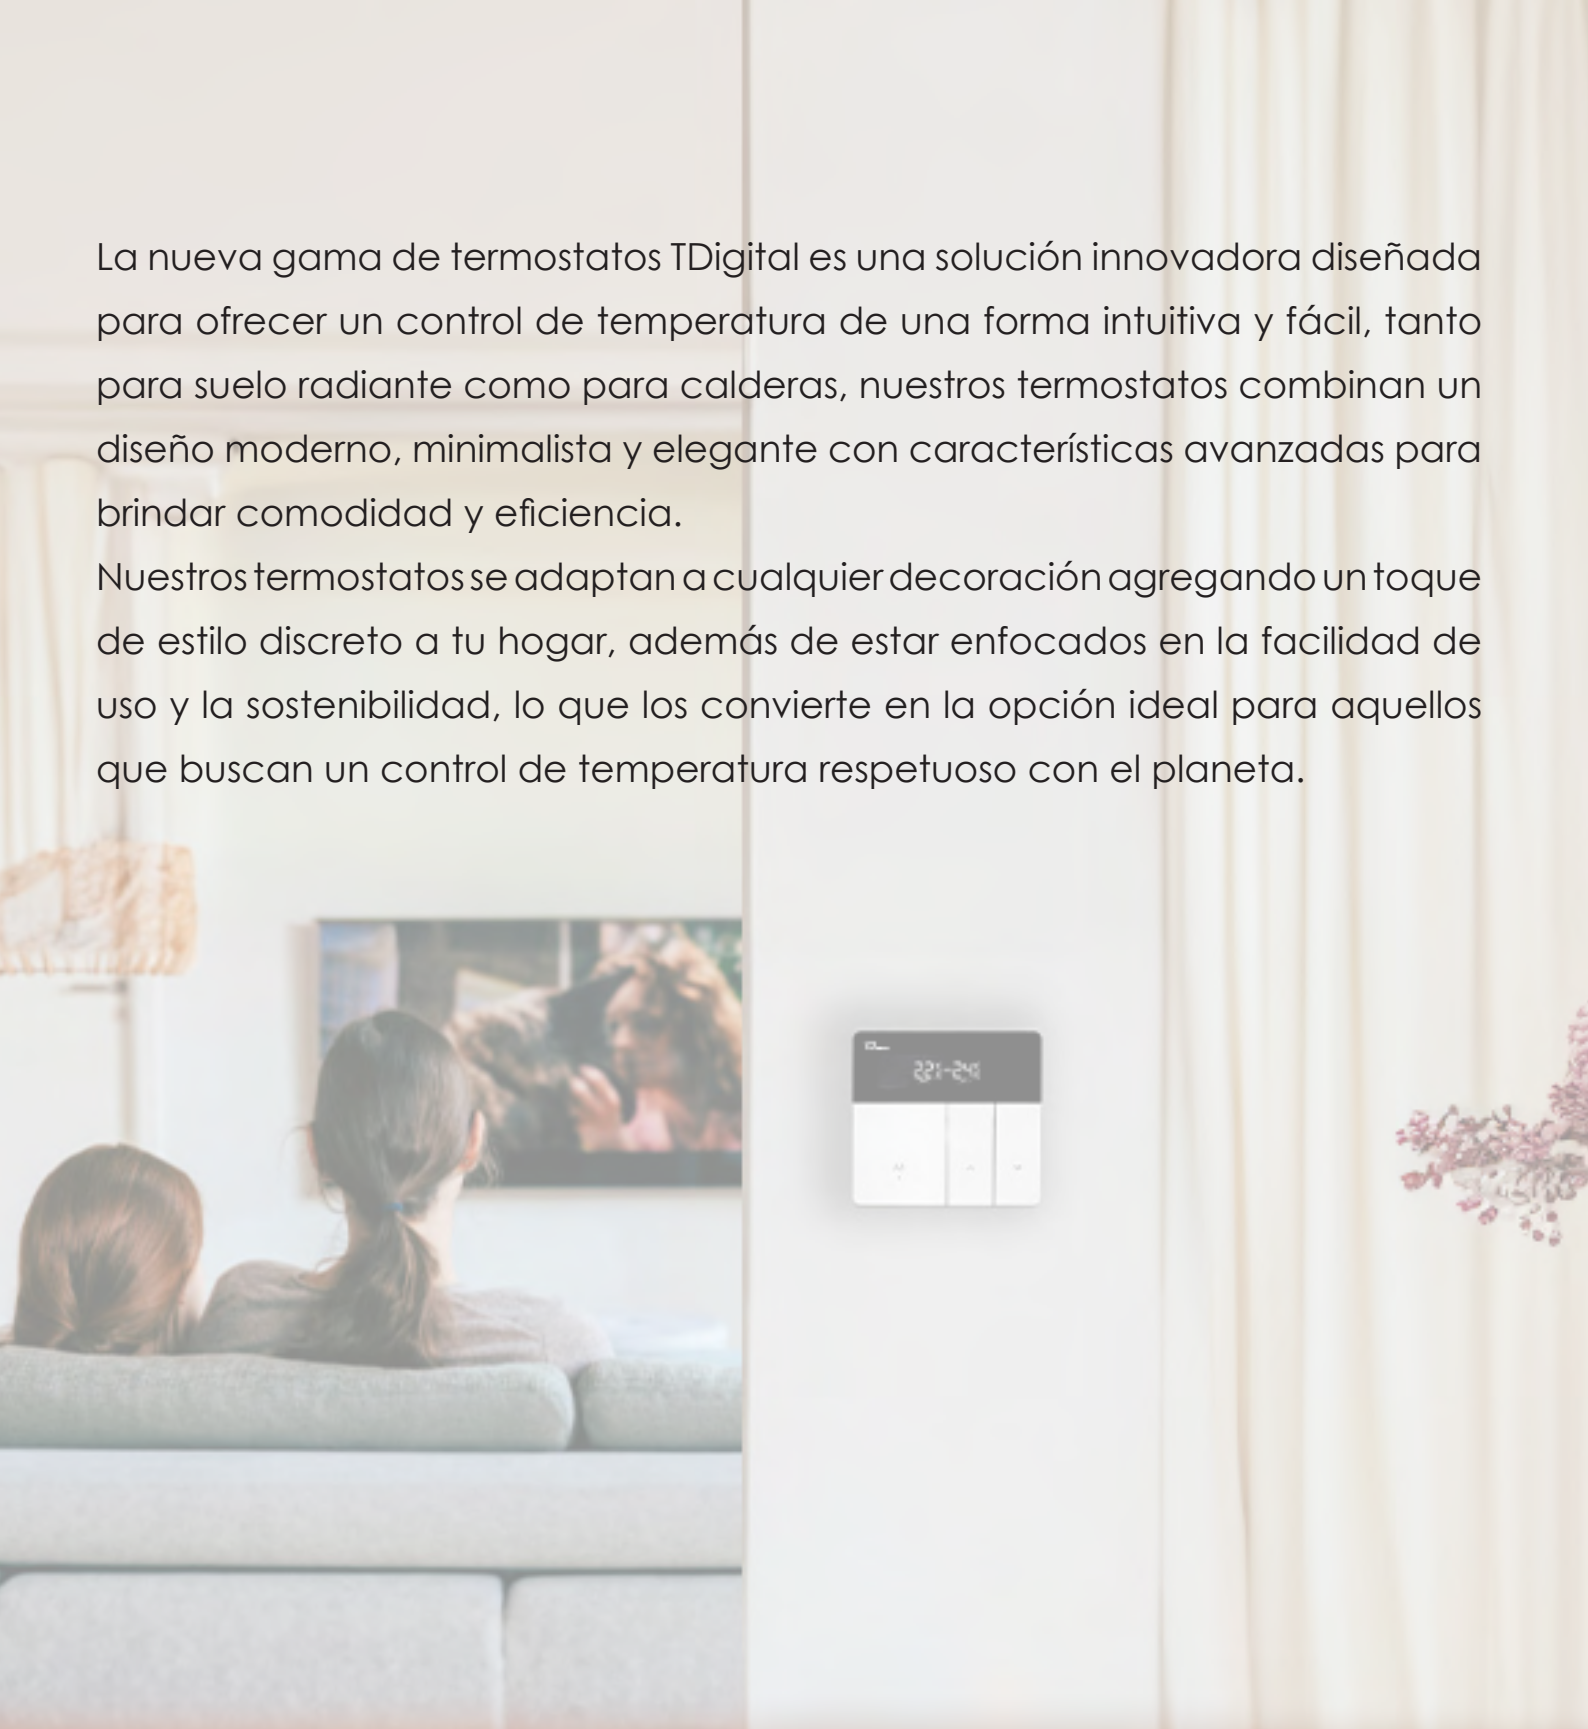 La nueva gama de termostatos TDigital es una solución innovadora diseñada
para ofrecer un control de temperatura de una forma intuitiva y fácil, tanto
para suelo radiante como para calderas, nuestros termostatos combinan un
diseño moderno, minimalista y elegante con características avanzadas para
brindar comodidad y eficiencia.
Nuestros termostatos se adaptan a cualquier decoración agregando un toque
de estilo discreto a tu hogar, además de estar enfocados en la facilidad de
uso y la sostenibilidad, lo que los convierte en la opción ideal para aquellos
que buscan un control de temperatura respetuoso con el planeta.